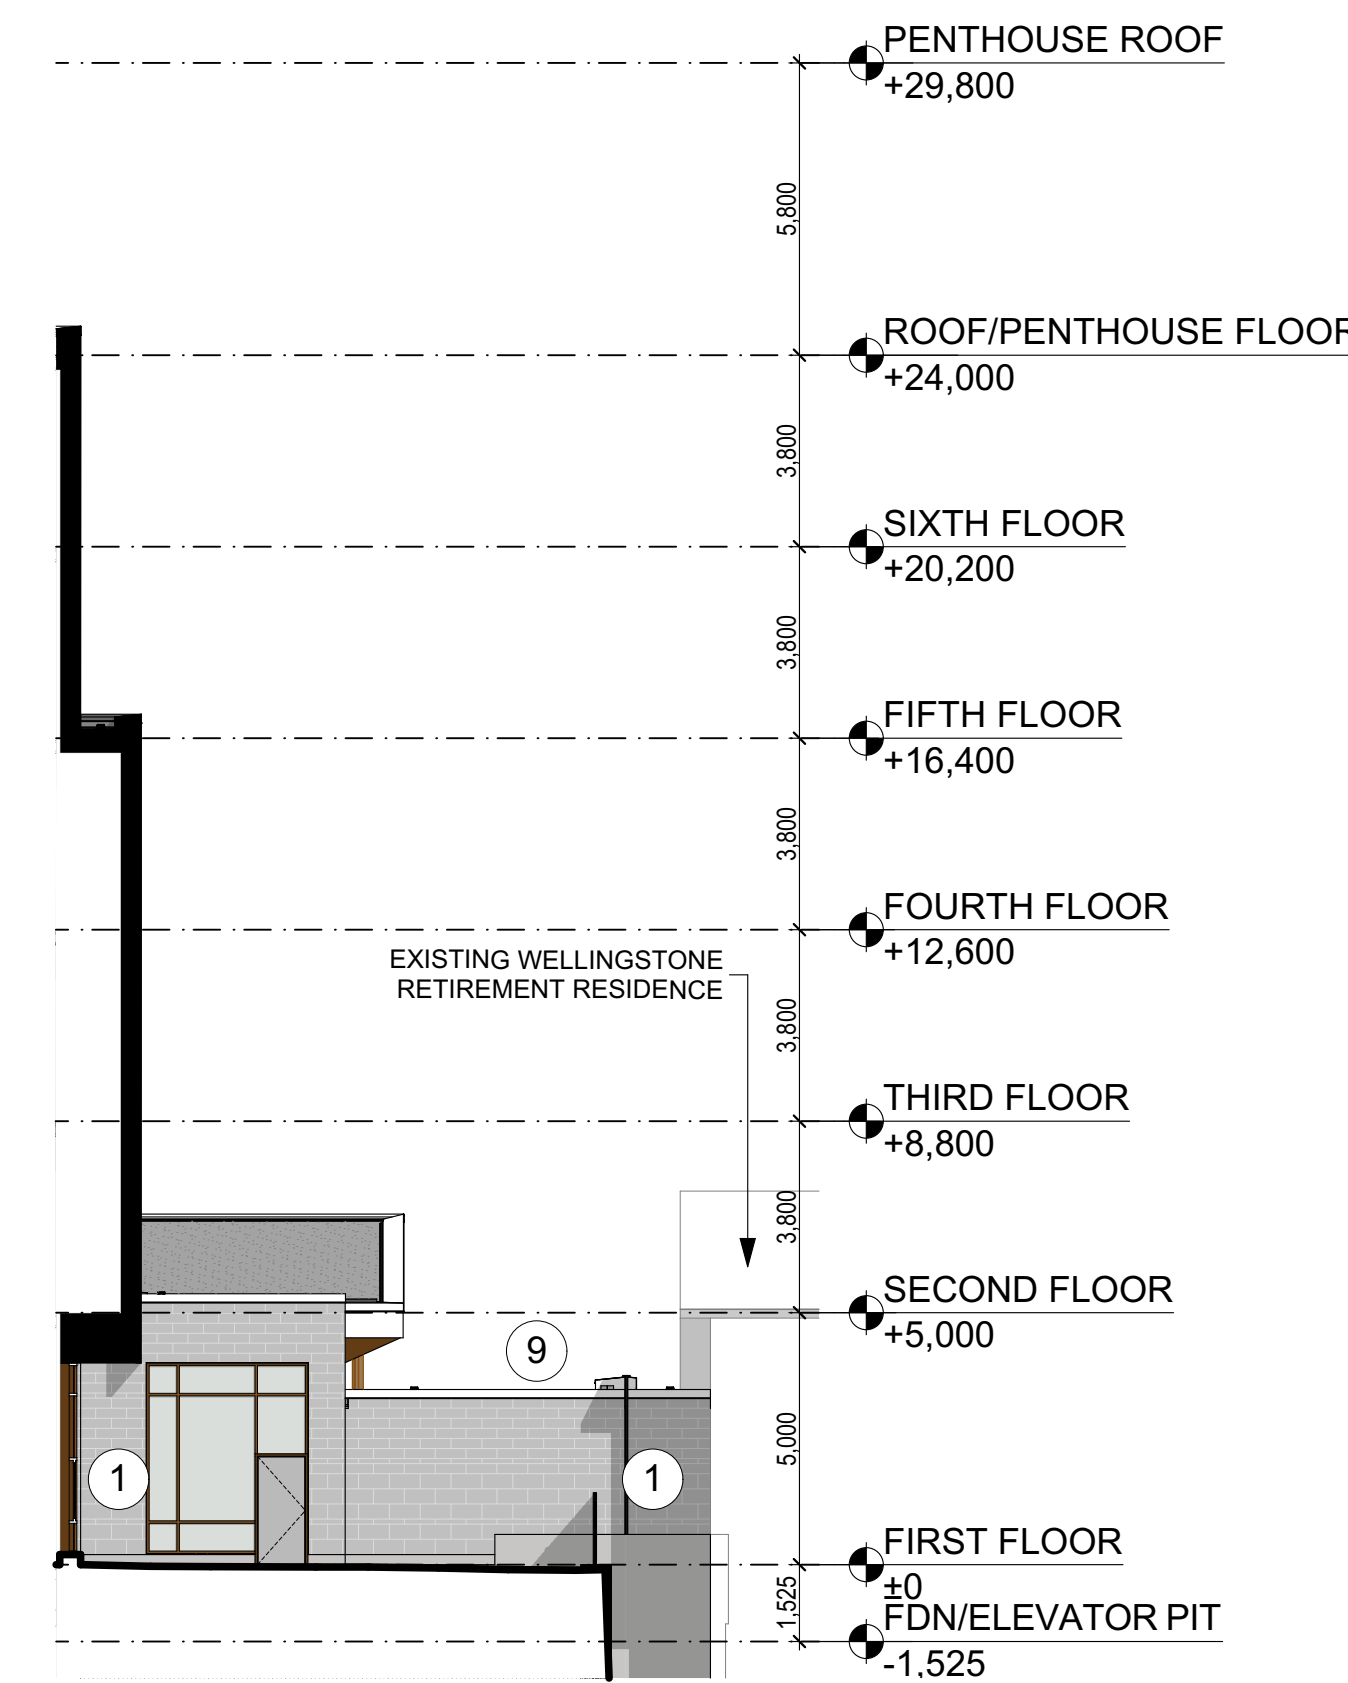 PENTHOUSE ROOF
+29,800
5,800
ROOF/PENTHOUSE FLOOR
+24,000
3,800
SIXTH FLOOR
+20,200
3,800
FIFTH FLOOR
+16,400
3,800
FOURTH FLOOR
+12,600
EXISTING WELLINGSTONE
RETIREMENT RESIDENCE
3,800
THIRD FLOOR
+8,800
3,800
SECOND FLOOR
+5,000
9
5,000
1
1
FIRST FLOOR
±0
1,525
FDN/ELEVATOR PIT
-1,525